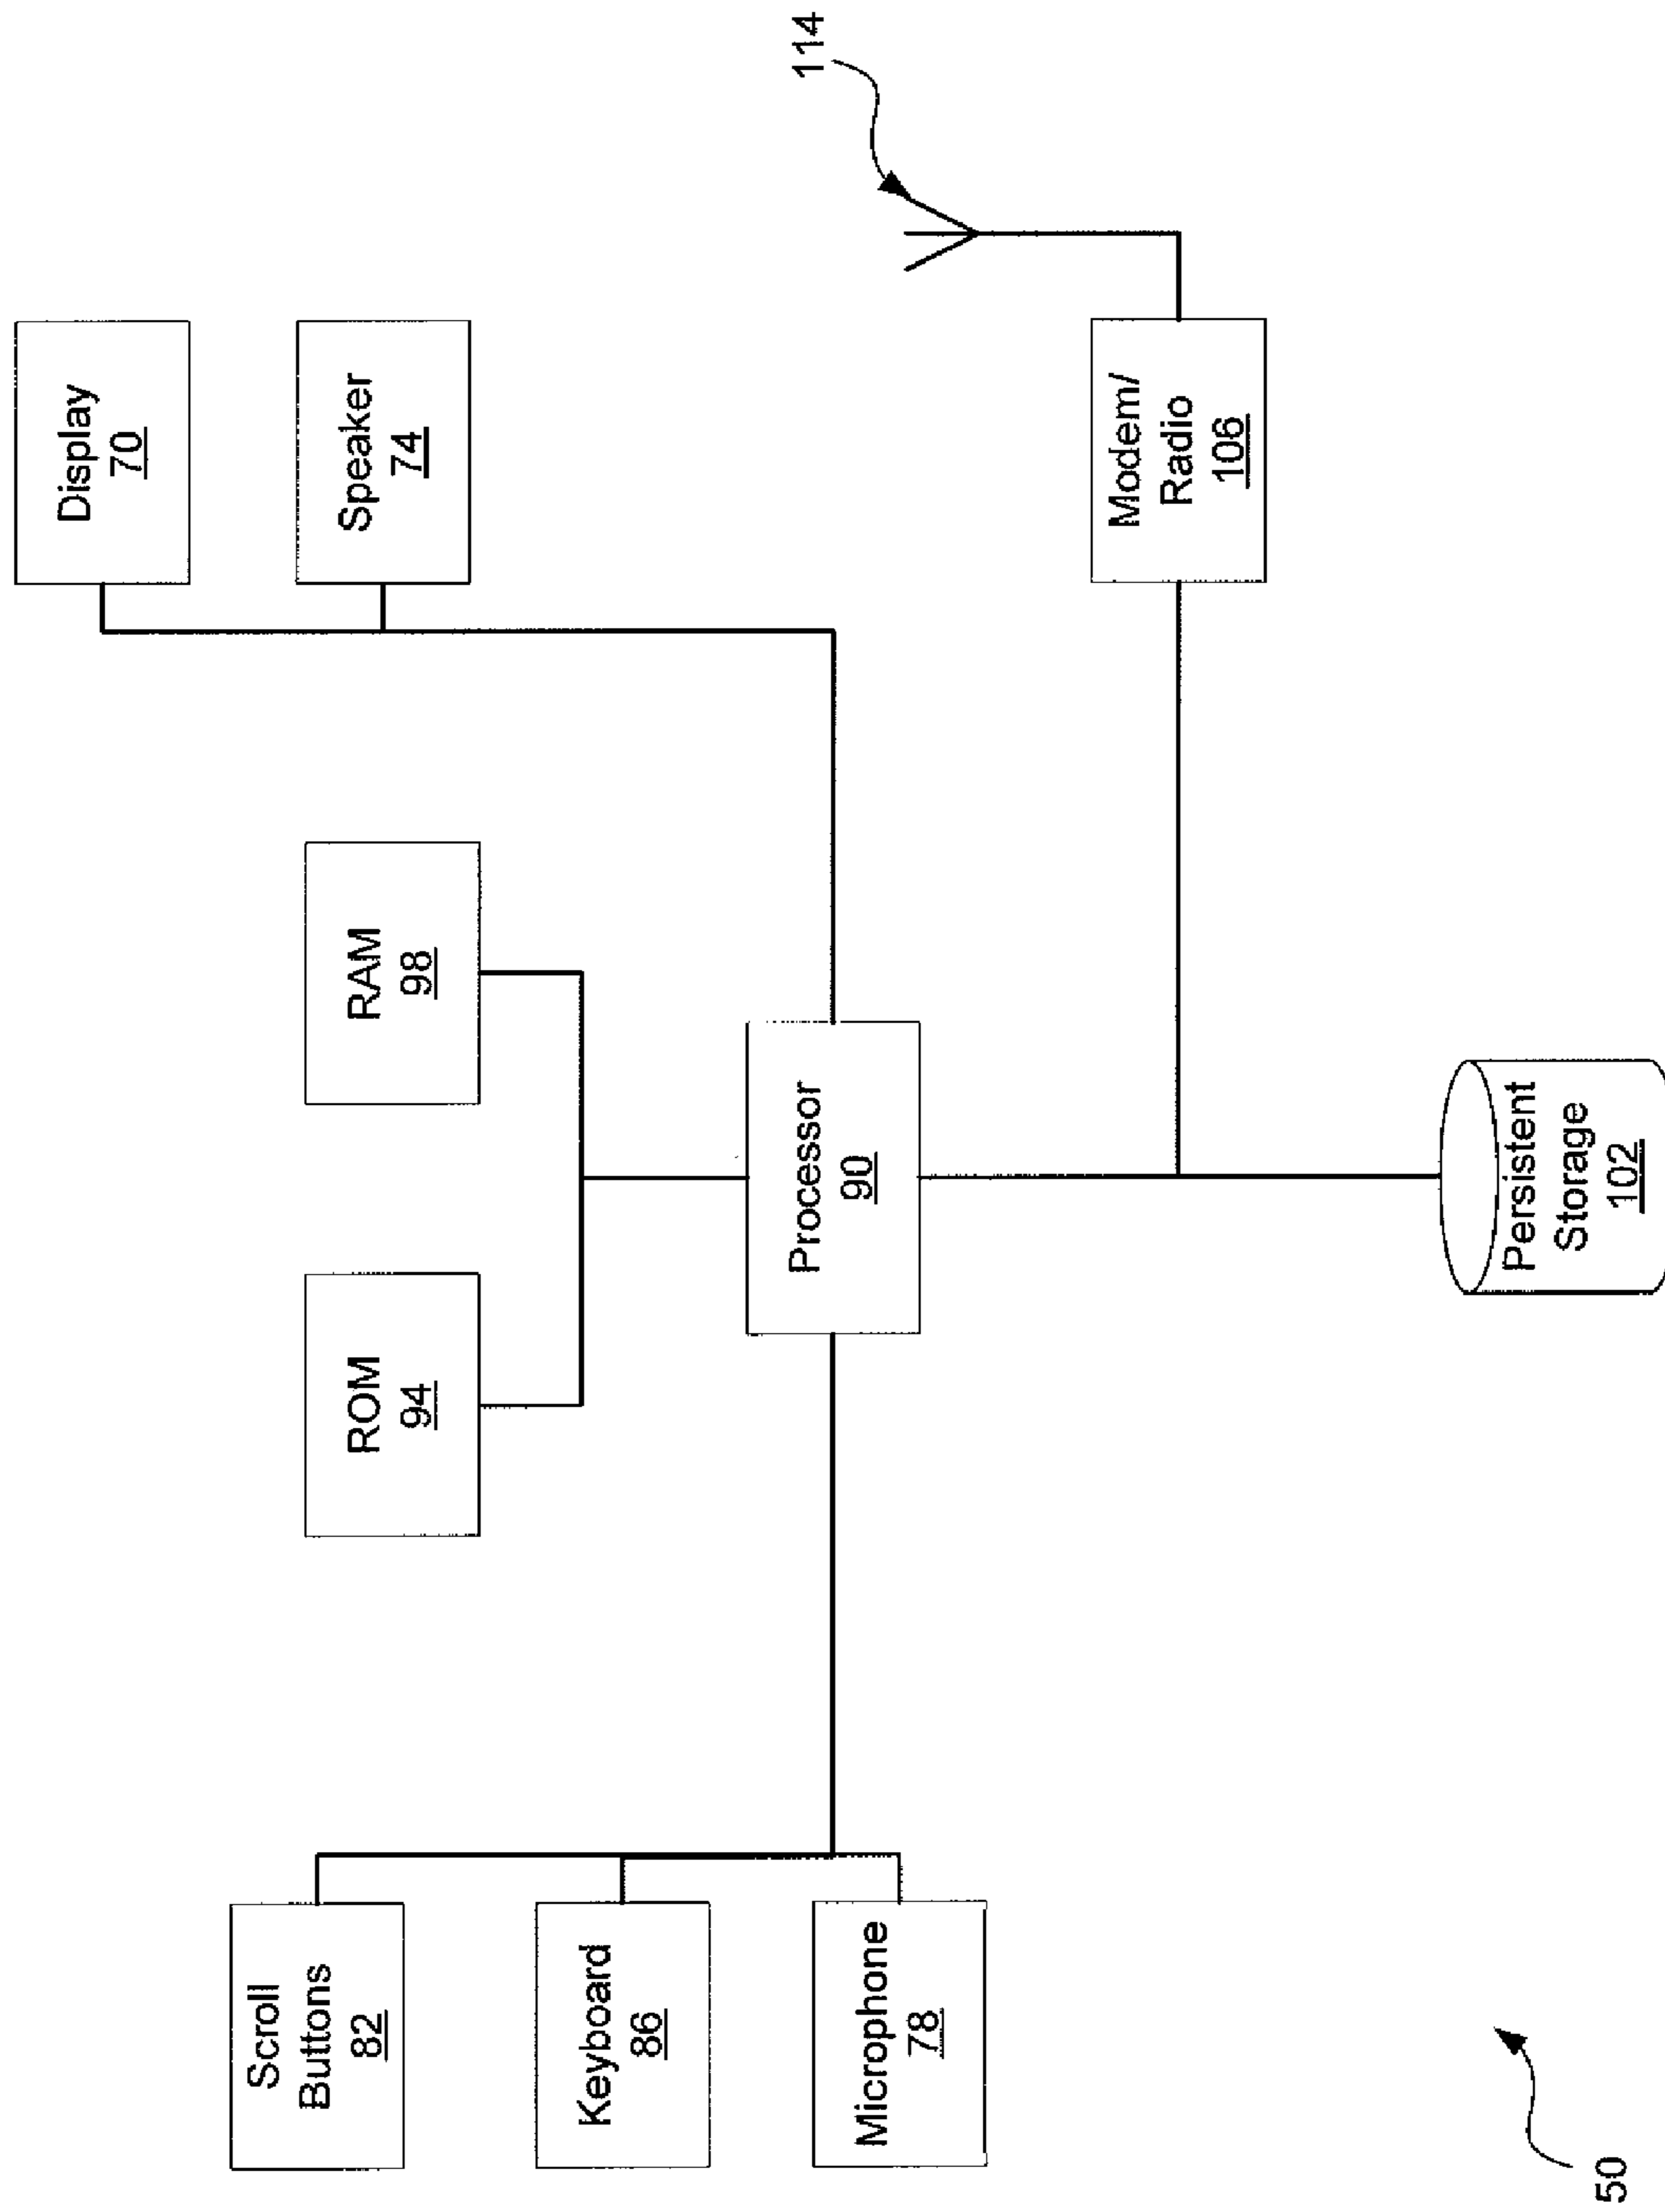 Display
70
Speaker
74
114
RAM
98
ROM
94
Scroll
Buttons
82
Keyboard
86
Microphone
78
Processor
90
Modem/
Radio
106
Persistent
Storage
102
50